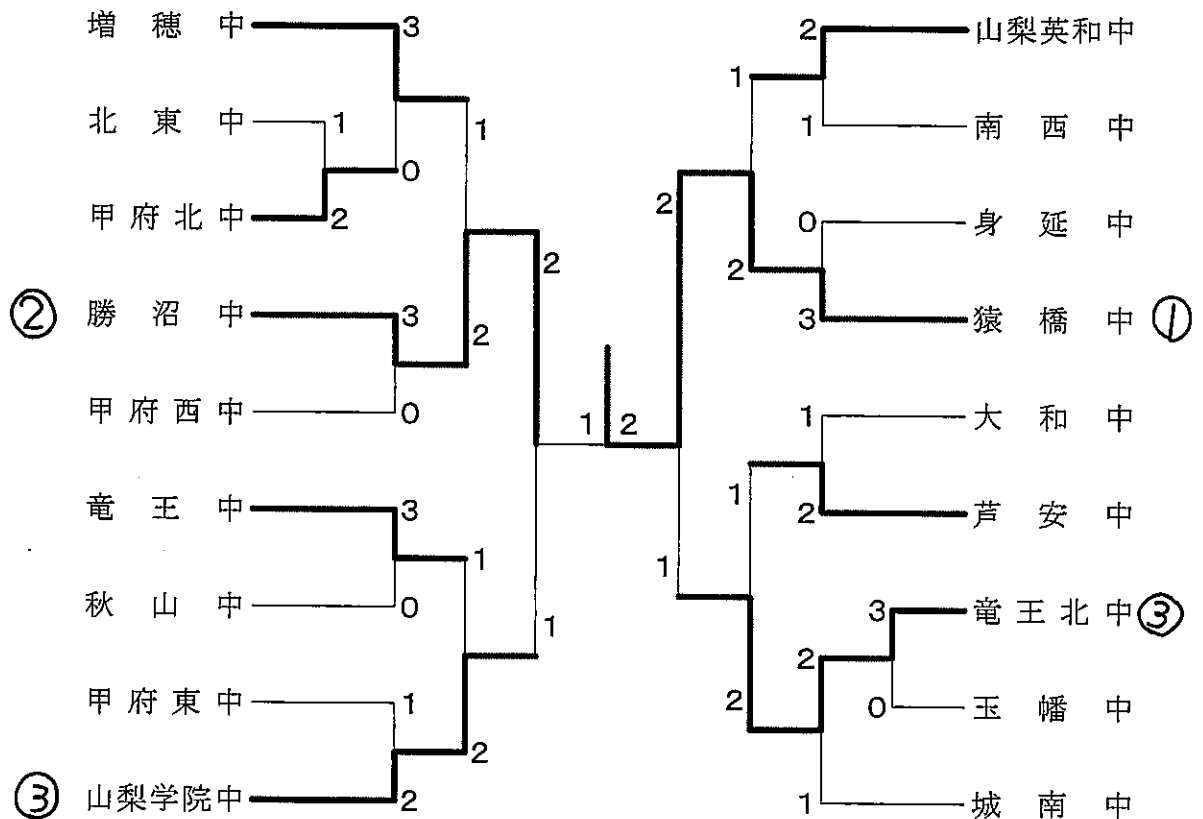 増穂中 3
北東中 1
0
甲府北中 2
1
② 勝沼中 3
2
甲府西中 0
2
竜王中 3
1
秋山中 0
甲府東中 1
2
③ 山梨学院中 2
1
1 2
2 山梨英和中
1
1 南西中
0 身延中
2
3 猿橋中 ①
2
1 大和中
1
2 芦安中
1
3 竜王北中 ③
2
0 玉幡中
2
1 城南中